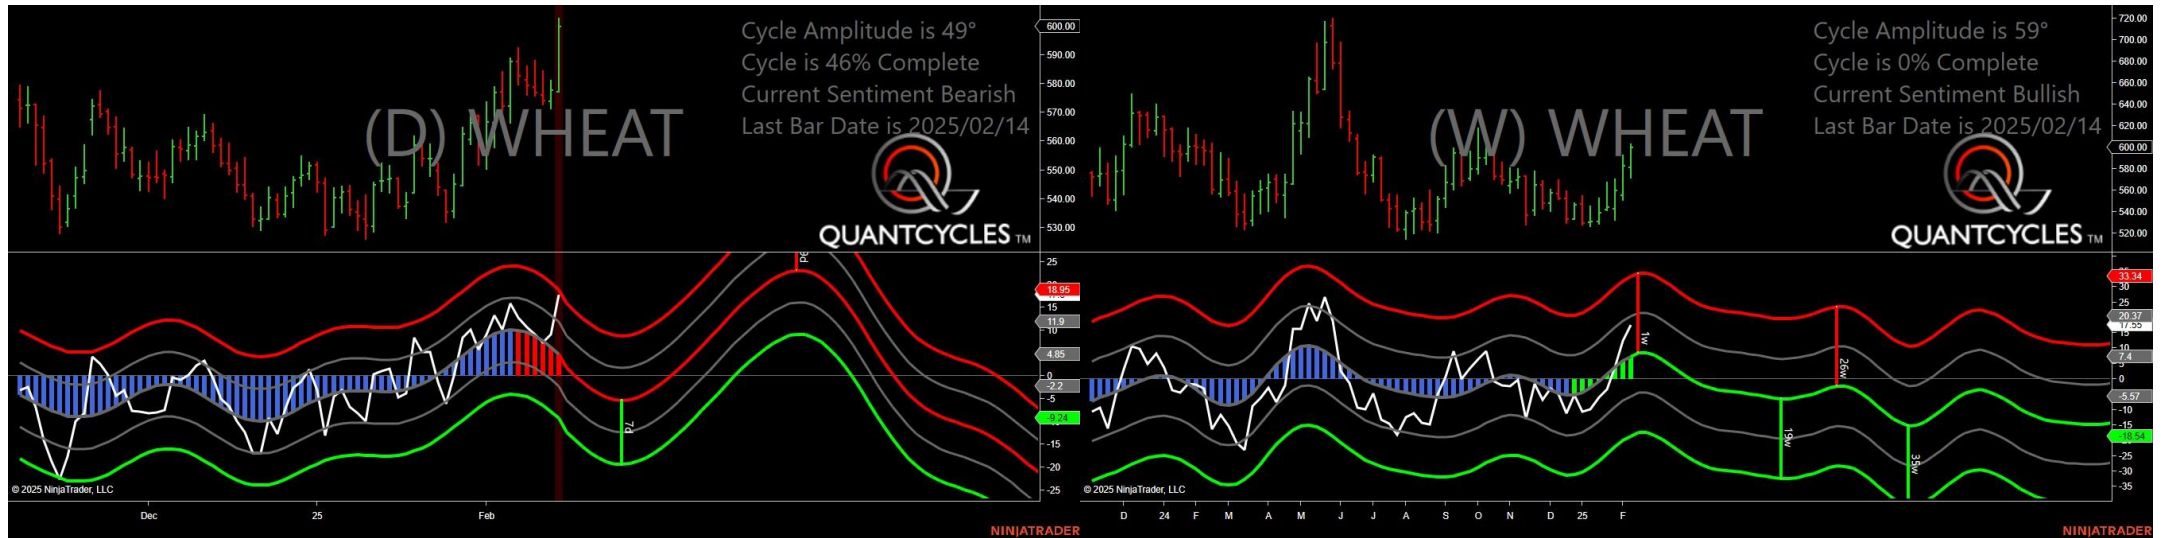 Cycle Amplitude is 49°
Cycle is 46% Complete
Current Sentiment Bearish
Last Bar Date is 2025/02/14
(D) WHEAT
QUANTCYCLES TM
600.00
590.00
580.00
570.00
560.00
550.00
540.00
530.00
25
18.95
15
11.9
10
4.85
0
-2.2
-5
-9.24
-15
-20
-25
7d
9d
© 2025 NinjaTrader, LLC
Dec
25
Feb
NINJATRADER
Cycle Amplitude is 59°
Cycle is 0% Complete
Current Sentiment Bullish
Last Bar Date is 2025/02/14
(W) WHEAT
QUANTCYCLES TM
720.00
700.00
680.00
660.00
640.00
620.00
600.00
580.00
560.00
540.00
520.00
33.34
30
25
20.37
17.55
15
10
7.4
5
0
-5.57
-10
-15
-18.54
-25
-30
-35
1w
26w
19w
35w
© 2025 NinjaTrader, LLC
D 24 F M A M J J A S O N D 25 F
NINJATRADER